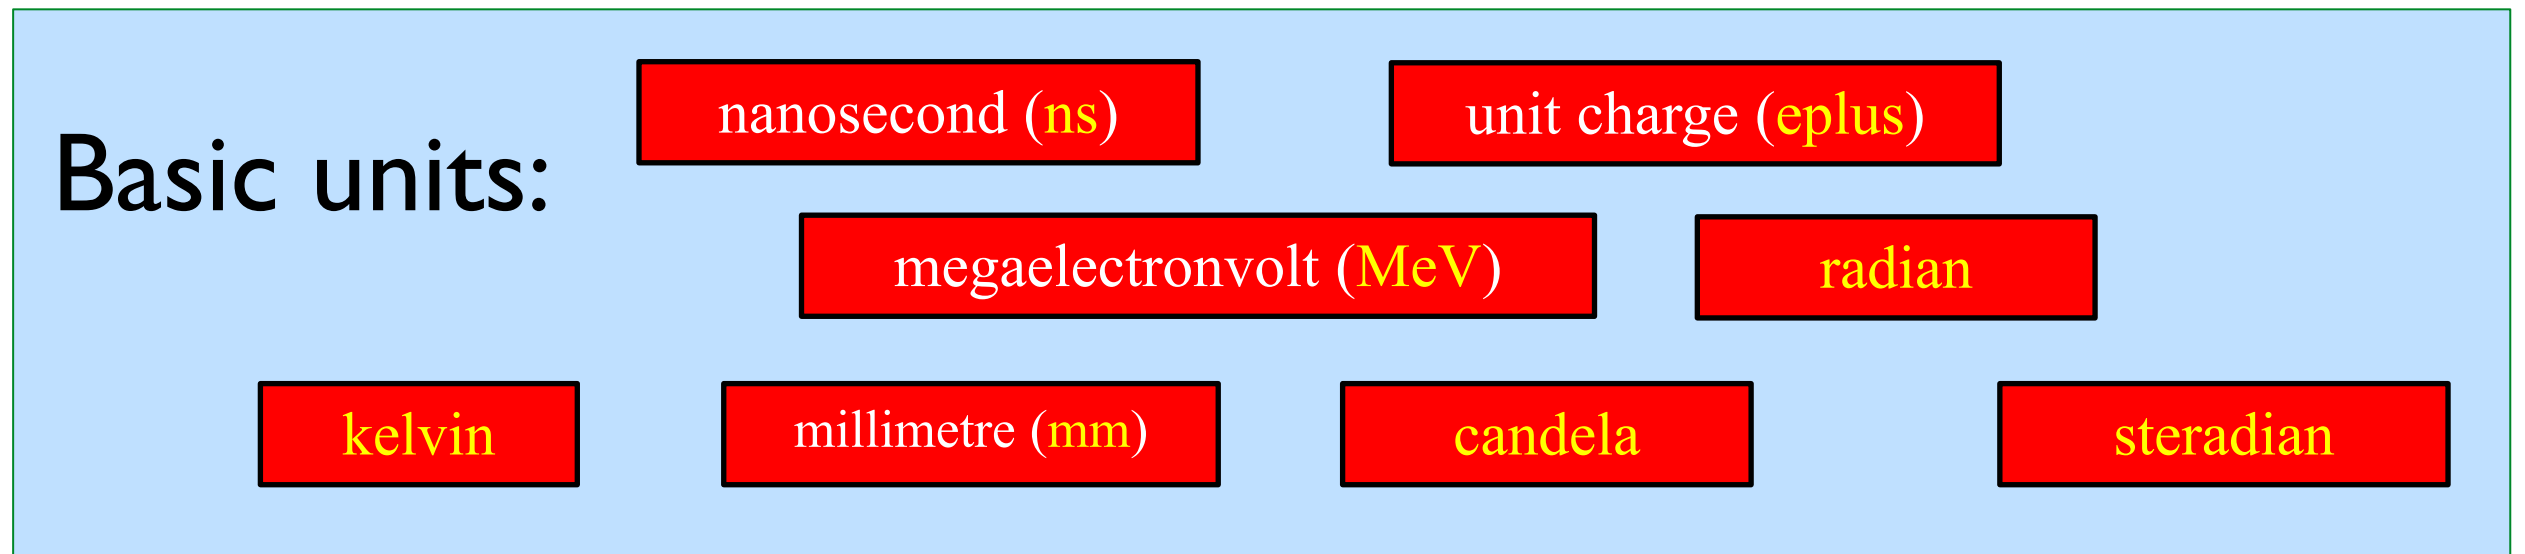 Basic units:
nanosecond (ns)
unit charge (eplus)
megaelectronvolt (MeV)
radian
kelvin
millimetre (mm)
candela
steradian